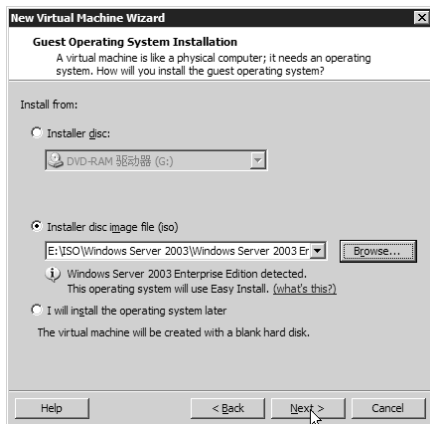 New Virtual Machine Wizard
Guest Operating System Installation
A virtual machine is like a physical computer; it needs an operating
system. How will you install the guest operating system?
Install from:
Installer disc:
DVD-RAM 驱动器 (G:)
Installer disc image file (iso)
E:\ISO\Windows Server 2003\Windows Server 2003 Er
Browse...
Windows Server 2003 Enterprise Edition detected.
This operating system will use Easy Install. (what's this?)
I will install the operating system later
The virtual machine will be created with a blank hard disk.
Help
< Back
Next >
Cancel